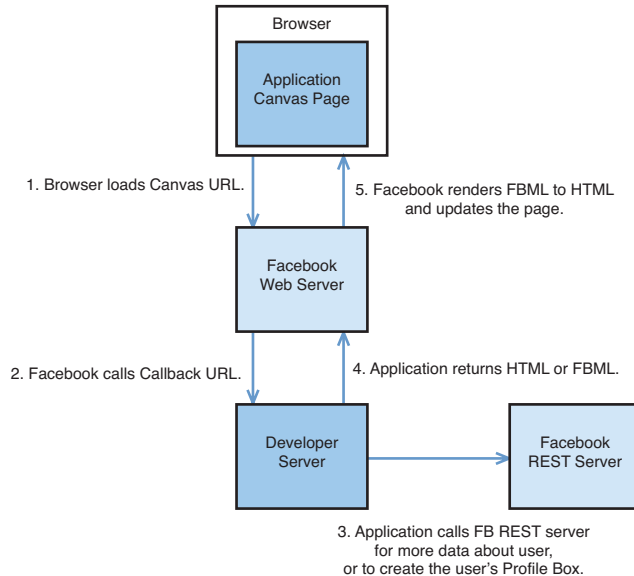 Browser
Application
Canvas Page
1. Browser loads Canvas URL.
5. Facebook renders FBML to HTML
and updates the page.
Facebook
Web Server
2. Facebook calls Callback URL.
4. Application returns HTML or FBML.
Developer
Server
Facebook
REST Server
3. Application calls FB REST server
for more data about user,
or to create the user's Profile Box.